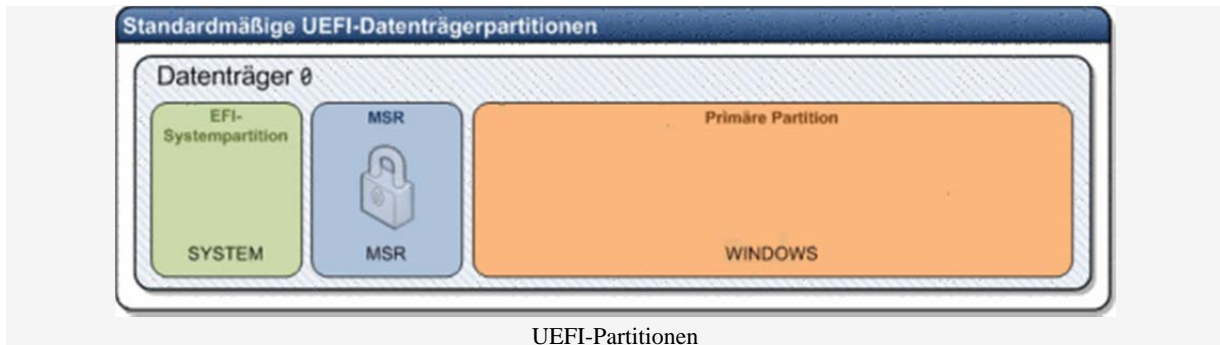 Standardmäßige UEFI-Datenträgerpartitionen
Datenträger 0
EFI-
Systempartition
SYSTEM
MSR
MSR
Primäre Partition
WINDOWS
UEFI-Partitionen